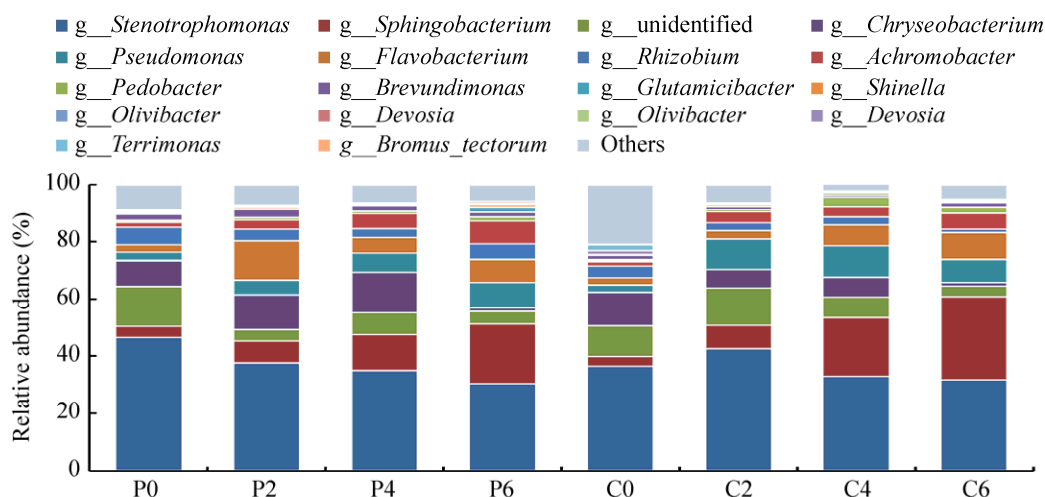 g__Stenotrophomonas g__Sphingobacterium g__unidentified g__Chryseobacterium
g__Pseudomonas g__Flavobacterium g__Rhizobium g__Achromobacter
g__Pedobacter g__Brevundimonas g__Glutamicibacter g__Shinella
g__Olivibacter g__Devosia g__Olivibacter g__Devosia
g__Terrimonas g__Bromus_tectorum Others
Relative abundance (%)
100
80
60
40
20
0
P0 P2 P4 P6 C0 C2 C4 C6